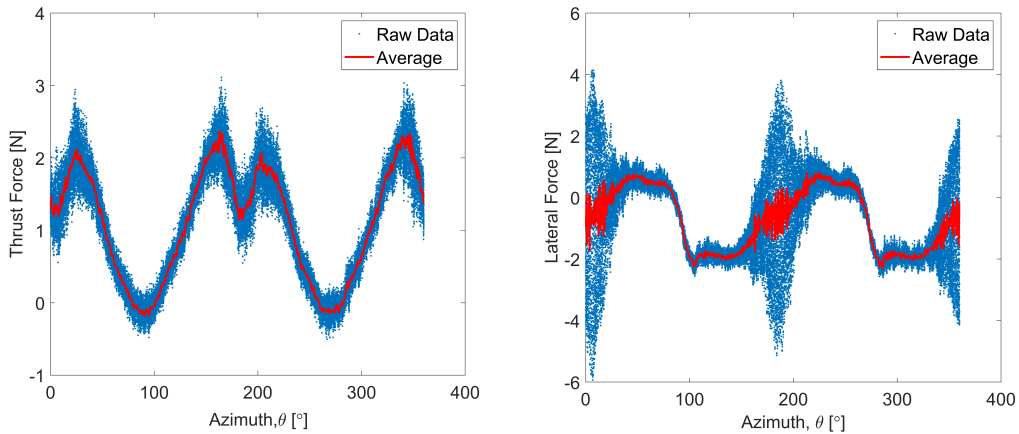 4
3
2
1
0
-1
0
100
200
300
400
Thrust Force [N]
Azimuth,θ [°]
Raw Data
Average
6
4
2
0
-2
-4
-6
0
100
200
300
400
Lateral Force [N]
Azimuth, θ [°]
Raw Data
Average